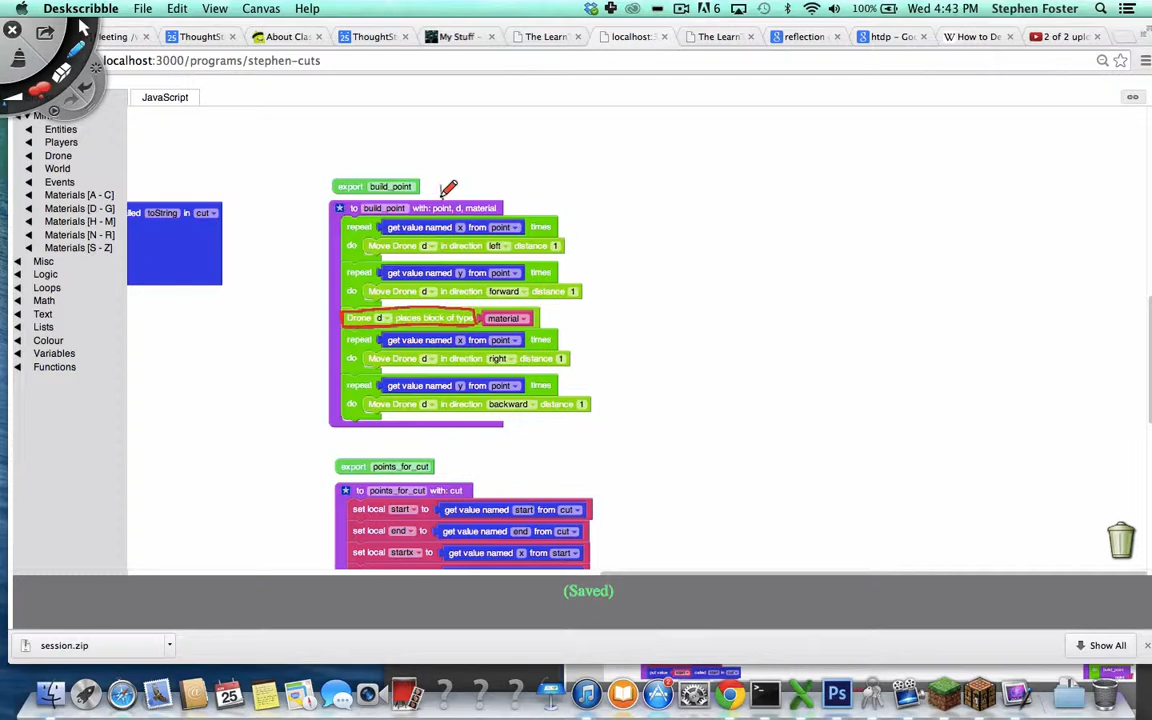 Deskscribble File Edit View Canvas Help 6 100% Wed 4:43 PM Stephen Foster
eeting /v × ThoughtSt × About Cla × ThoughtSt × My Stuff − × The Learn × localhost: × The Learn × reflection × htdp - Go × How to De × 2 of 2 uplo ×
localhost:3000/programs/stephen-cuts
JavaScript
Entities
Players
Drone
World
Events
Materials [A - C]
Materials [D - G]
Materials [H - M]
Materials [N - R]
Materials [S - Z]
Misc
Logic
Loops
Math
Text
Lists
Colour
Variables
Functions
lled toString in cut
export build_point
to build_point with: point, d, material
repeat get value named x from point times
do Move Drone d in direction left distance 1
repeat get value named y from point times
do Move Drone d in direction forward distance 1
Drone d places block of type material
repeat get value named x from point times
do Move Drone d in direction right distance 1
repeat get value named y from point times
do Move Drone d in direction backward distance 1
export points_for_cut
to points_for_cut with: cut
set local start to get value named start from cut
set local end to get value named end from cut
set local startx to get value named x from start
(Saved)
session.zip
Show All